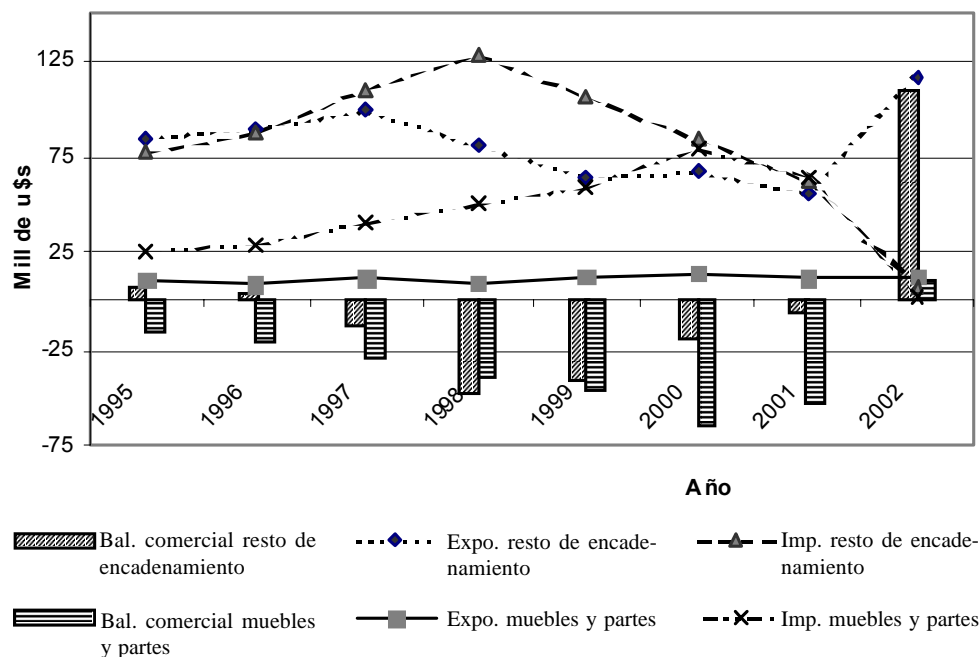 125
75
25
-25
-75
Mill de u$s
1995
1996
1997
1998
1999
2000
2001
2002
Año
Bal. comercial resto de
encadenamiento
Expo. resto de encade-
namiento
Imp. resto de encade-
namiento
Bal. comercial muebles
y partes
Expo. muebles y partes
Imp. muebles y partes